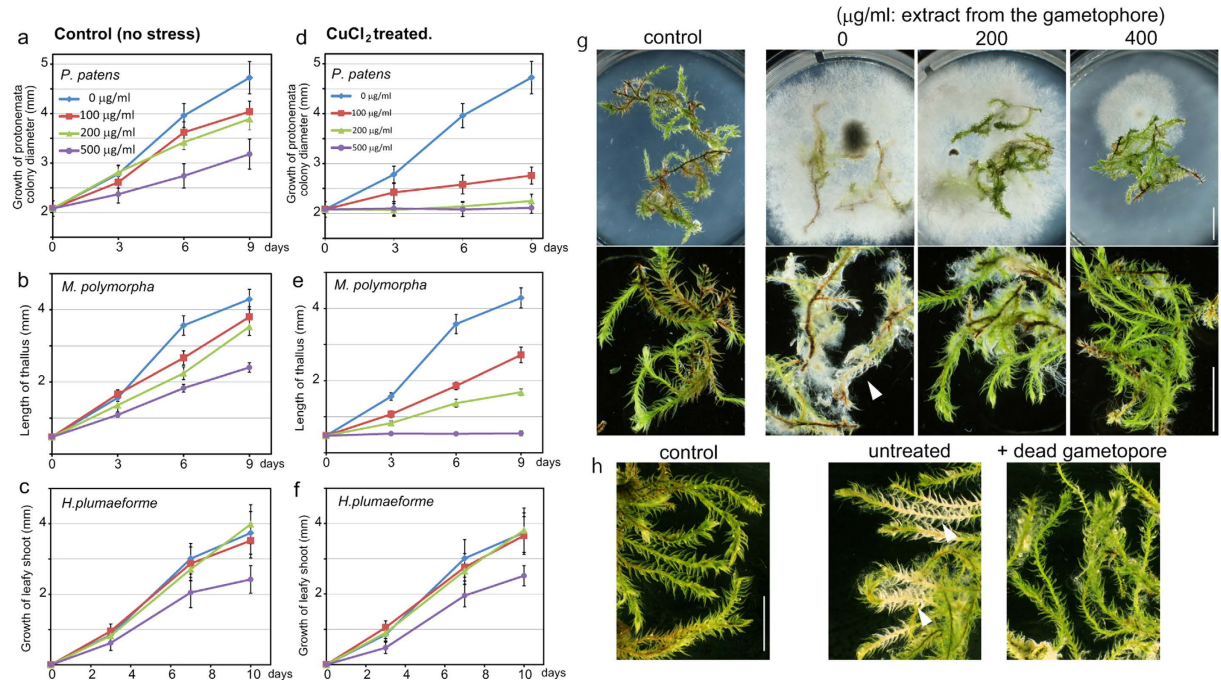 a
Control (no stress)
5
4
3
2
Growth of protonemata
colony diameter (mm)
P. patens
0 µg/ml
100 µg/ml
200 µg/ml
500 µg/ml
0
3
6
9
days
b
M. polymorpha
4
2
Length of thallus (mm)
0
3
6
9
days
c
H.plumaeforme
4
2
Growth of leafy shoot (mm)
0
2
4
6
8
10
days
d
CuCl2 treated.
5
4
3
2
Growth of protonemata
colony diameter (mm)
P. patens
0 µg/ml
100 µg/ml
200 µg/ml
500 µg/ml
0
3
6
9
days
e
M. polymorpha
4
2
Length of thallus (mm)
0
3
6
9
days
f
H.plumaeforme
4
2
Growth of leafy shoot (mm)
0
2
4
6
8
10
days
g
(µg/ml: extract from the gametophore)
control
0
200
400
h
control
untreated
+ dead gametopore